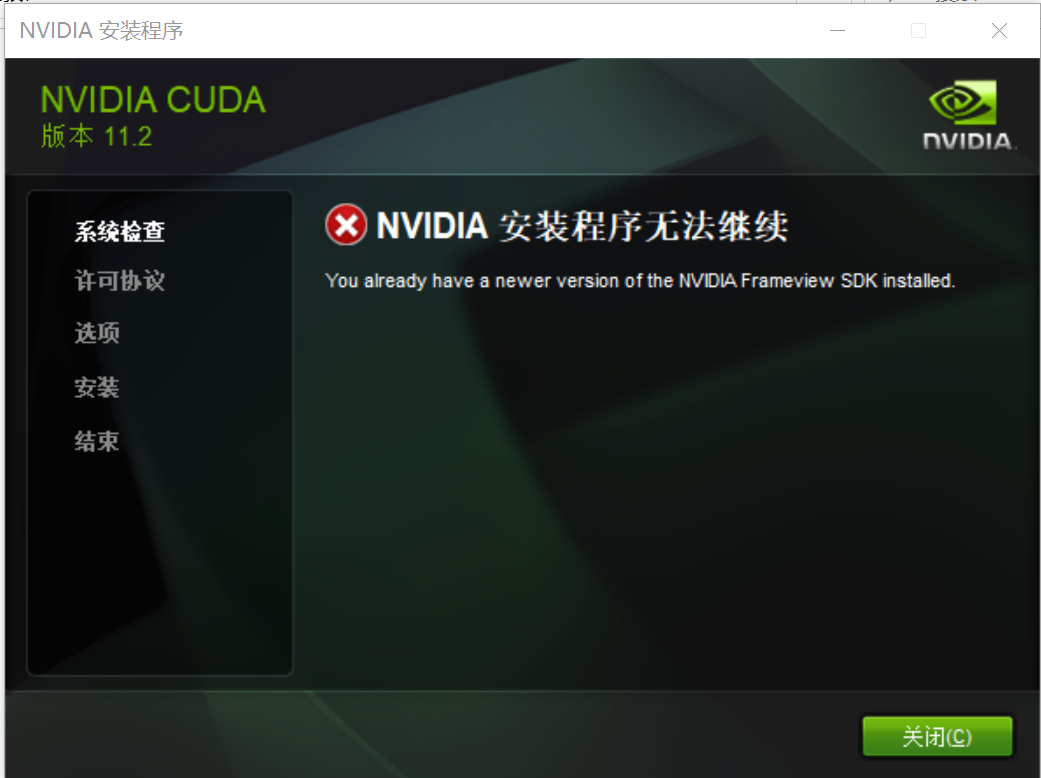 NVIDIA 安装程序
NVIDIA CUDA
版本 11.2
NVIDIA.
系统检查
许可协议
选项
安装
结束
NVIDIA 安装程序无法继续
You already have a newer version of the NVIDIA Frameview SDK installed.
关闭(C)